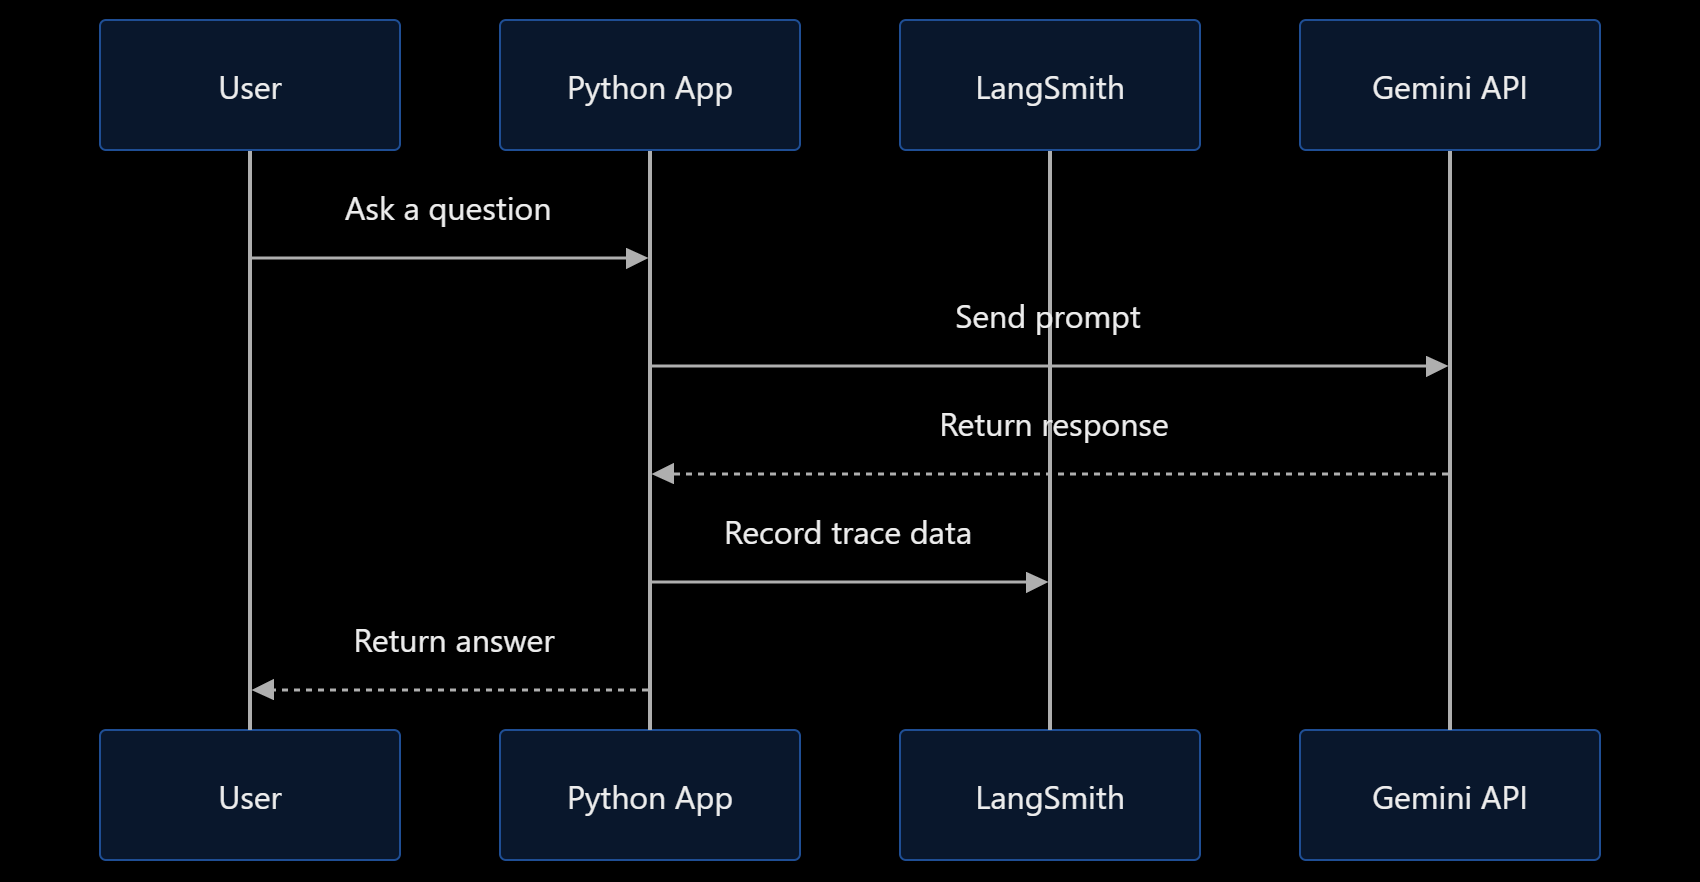 User
Python App
LangSmith
Gemini API
Ask a question
Send prompt
Return response
Record trace data
Return answer
User
Python App
LangSmith
Gemini API